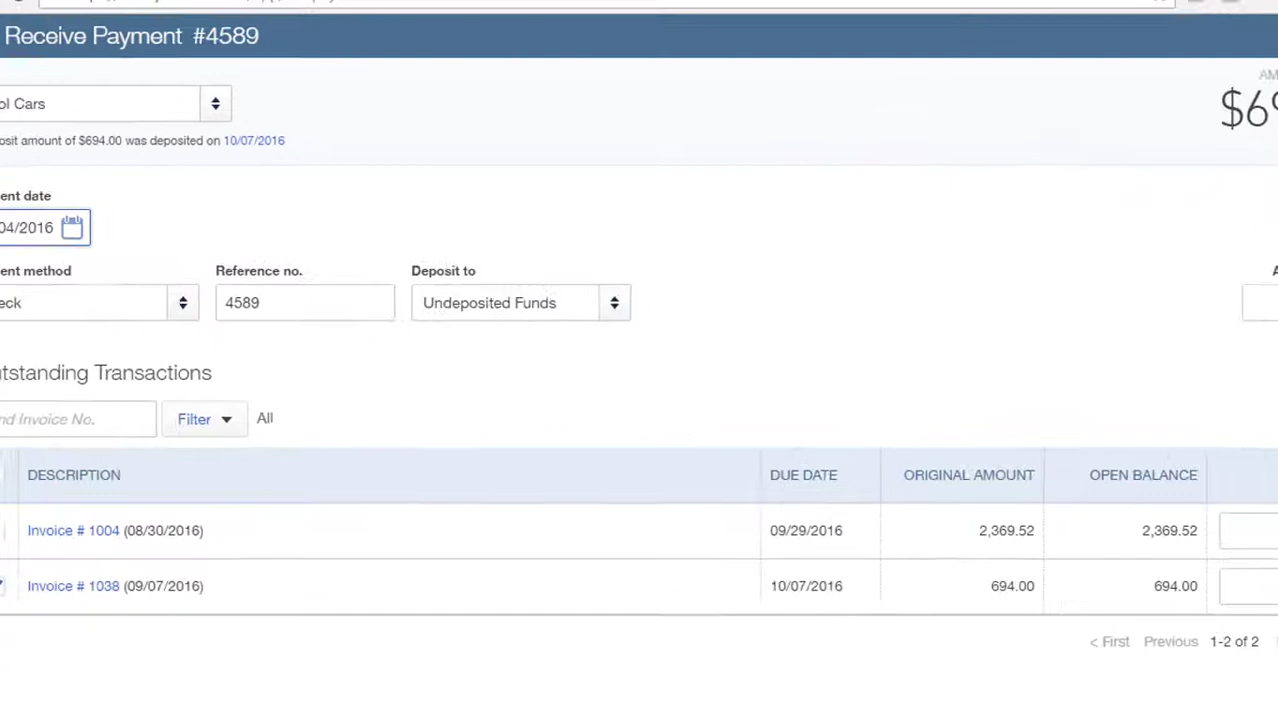 Receive Payment #4589
AM
ol Cars
$69
osit amount of $694.00 was deposited on 10/07/2016
ent date
04/2016
ent method Reference no. Deposit to A
eck 4589 Undeposited Funds
utstanding Transactions
nd Invoice No. Filter All
DESCRIPTION DUE DATE ORIGINAL AMOUNT OPEN BALANCE
Invoice # 1004 (08/30/2016) 09/29/2016 2,369.52 2,369.52
Invoice # 1038 (09/07/2016) 10/07/2016 694.00 694.00
< First Previous 1-2 of 2